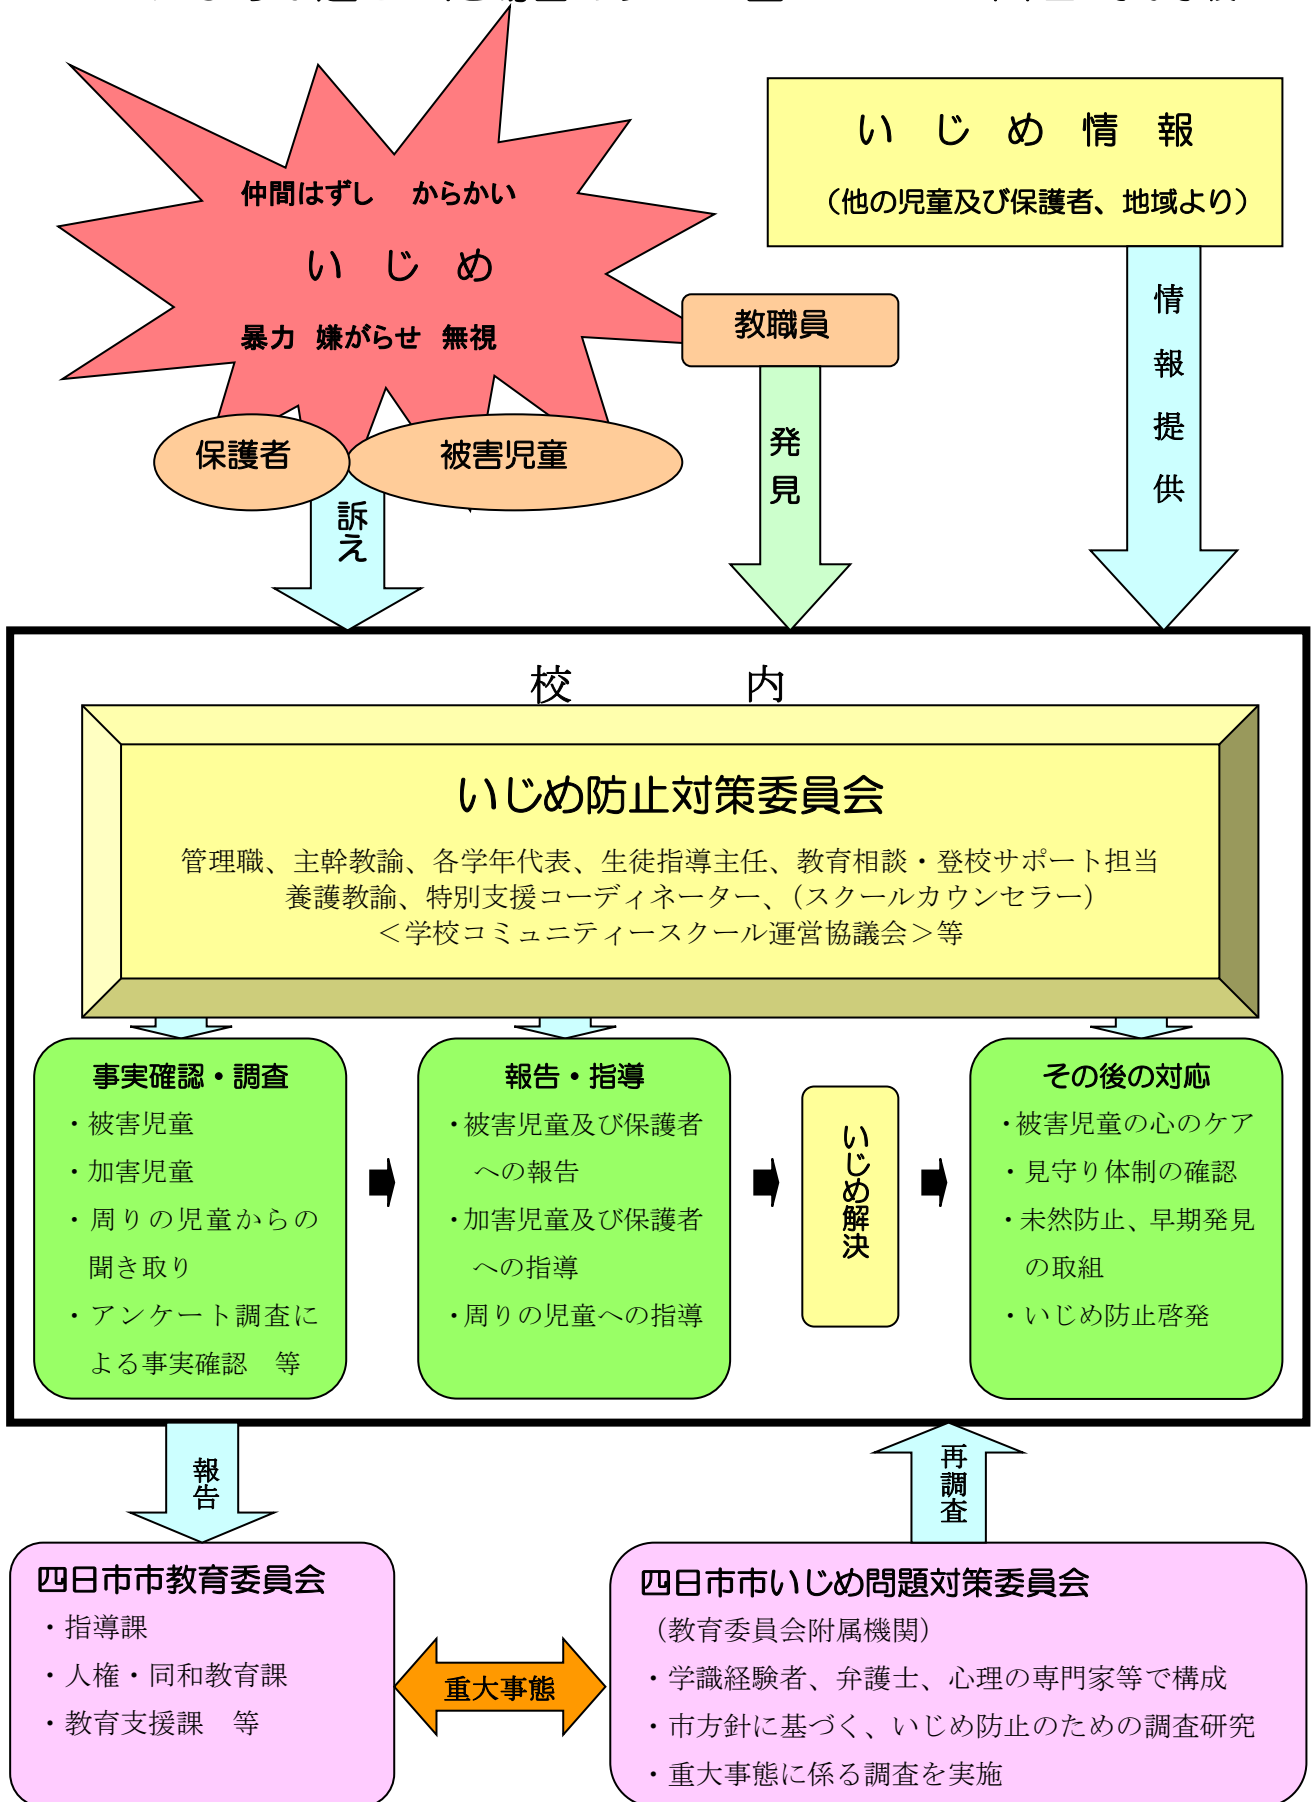 仲間はずし　からかい
い　じ　め
暴力　嫌がらせ　無視
い　じ　め　情　報
（他の児童及び保護者、地域より）
教職員
保護者
被害児童
訴え
発見
情報提供
校　内
いじめ防止対策委員会
管理職、主幹教諭、各学年代表、生徒指導主任、教育相談・登校サポート担当
養護教諭、特別支援コーディネーター、（スクールカウンセラー）
＜学校コミュニティースクール運営協議会＞等
事実確認・調査
・被害児童
・加害児童
・周りの児童からの
聞き取り
・アンケート調査に
よる事実確認　等
報告・指導
・被害児童及び保護者
への報告
・加害児童及び保護者
への指導
・周りの児童への指導
いじめ解決
その後の対応
・被害児童の心のケア
・見守り体制の確認
・未然防止、早期発見
の取組
・いじめ防止啓発
報告
再調査
四日市市教育委員会
・指導課
・人権・同和教育課
・教育支援課　等
重大事態
四日市市いじめ問題対策委員会
（教育委員会附属機関）
・学識経験者、弁護士、心理の専門家等で構成
・市方針に基づく、いじめ防止のための調査研究
・重大事態に係る調査を実施